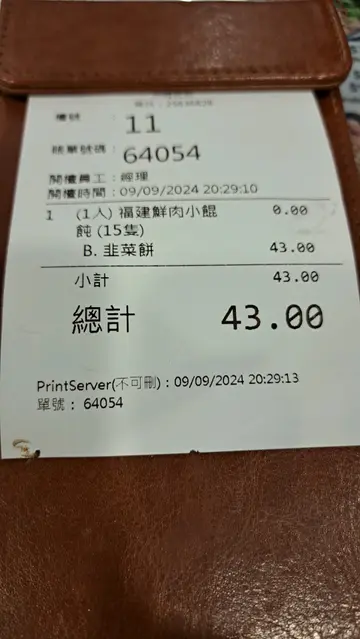 檯號 : 11
賬單號碼 : 64054
開檯員工 : 經理
開檯時間 : 09/09/2024 20:29:10
1 (1人) 福建鮮肉小餛 0.00
飩 (15隻)
B. 韭菜餅 43.00
小計 43.00
總計 43.00
PrintServer(不可刪) : 09/09/2024 20:29:13
單號 : 64054